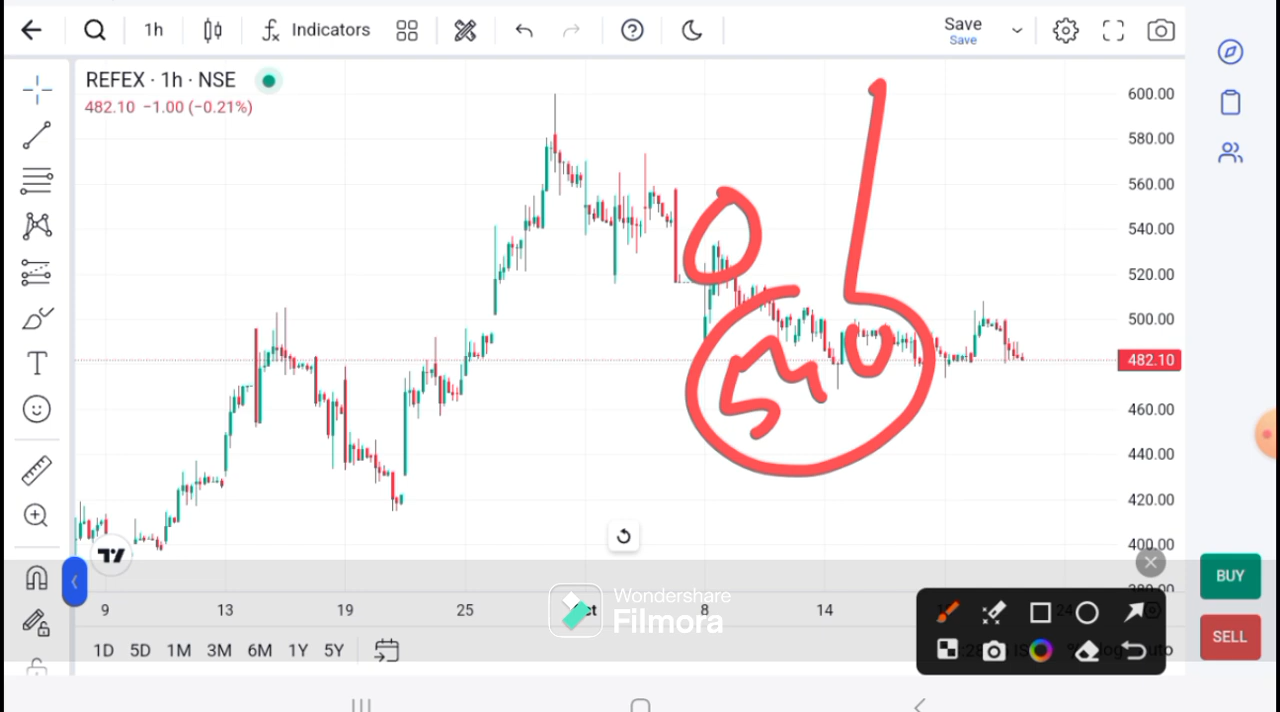 1h
Indicators
Save
Save
REFEX · 1h · NSE
482.10 −1.00 (−0.21%)
600.00
580.00
560.00
540.00
520.00
500.00
482.10
460.00
440.00
420.00
400.00
540
BUY
9 13 19 25 8 14
Wondershare
Filmora
1D 5D 1M 3M 6M 1Y 5Y
SELL